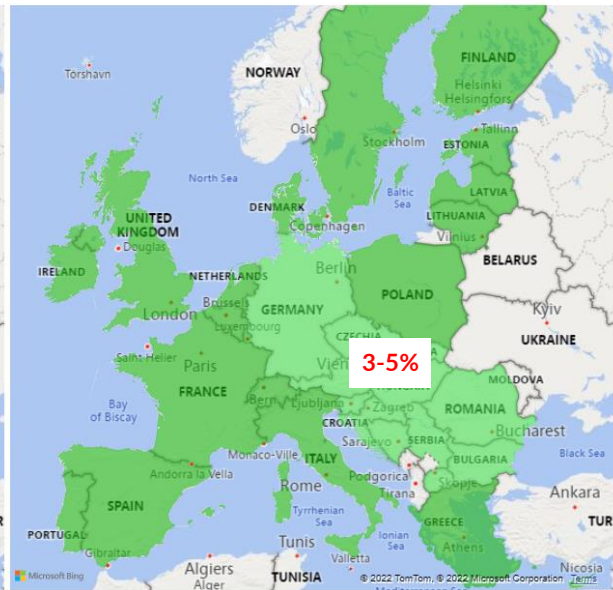 Tórshavn
NORWAY
FINLAND
Helsinki
Helsingfors
Oslo
Stockholm
Tallinn
ESTONIA
North Sea
Baltic
Sea
LATVIA
DENMARK
Copenhagen
LITHUANIA
Vilnius
UNITED
KINGDOM
Douglas
BELARUS
IRELAND
NETHERLANDS
Berlin
POLAND
London
Brussels
GERMANY
Kyiv
Luxembourg
UKRAINE
CZECHIA
Saint Helier
Paris
3-5%
MOLDOVA
FRANCE
Bern
Ljubljana
Zagreb
ROMANIA
Bay
of Biscay
CROATIA
Bucharest
Sarajevo
SERBIA
Monaco-Ville
ITALY
BULGARIA
Black Sea
Andorra la Vella
Podgorica
Skopje
Rome
Tirana
Ankara
SPAIN
Tyrrhenian
Sea
GREECE
TUR
PORTUGAL
Ionian
Sea
Athens
Gibraltar
Tunis
Valletta
Nicosia
Algiers
Alger
TUNISIA
Microsoft Bing
© 2022 TomTom, © 2022 Microsoft Corporation Terms